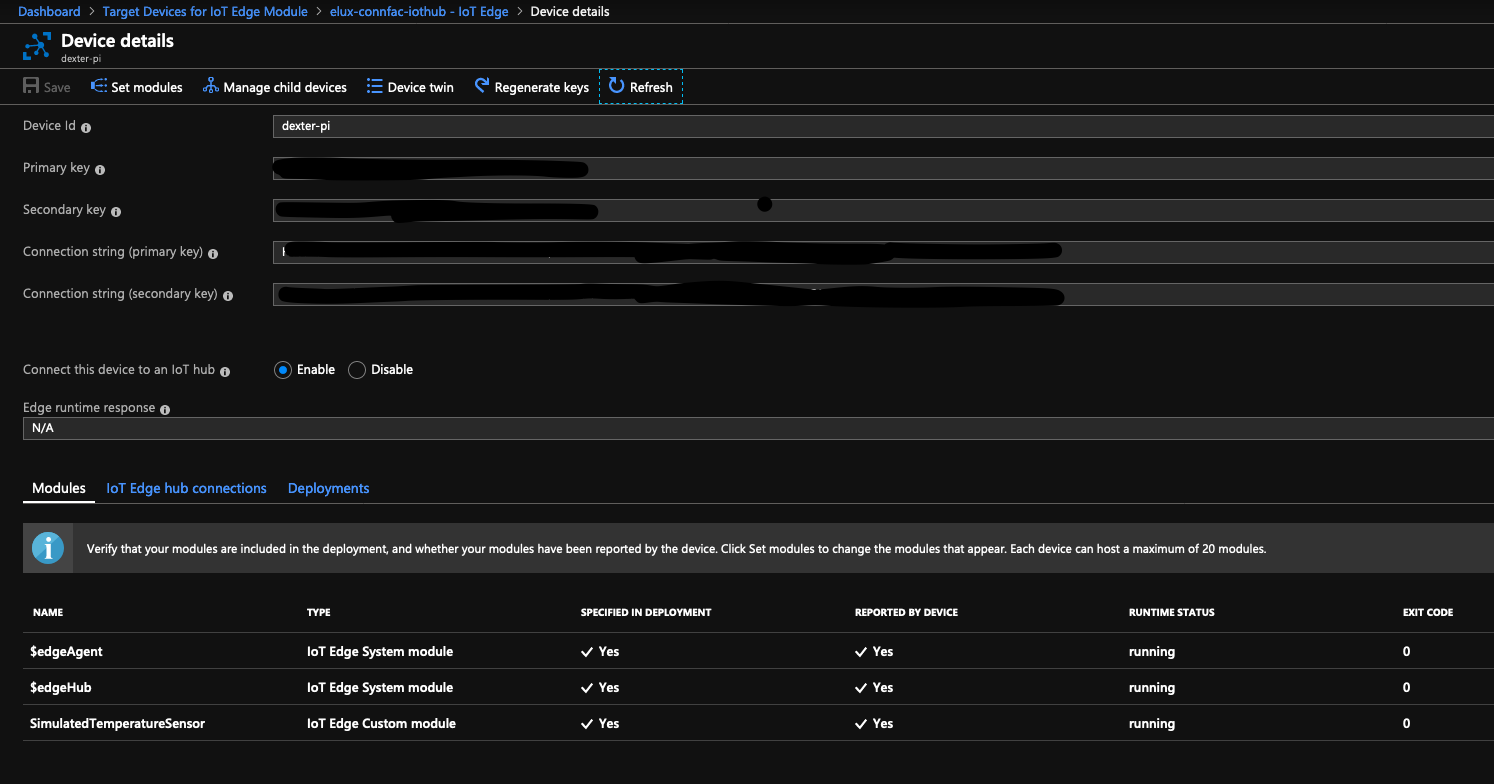 Dashboard > Target Devices for IoT Edge Module > elux-connfac-iothub - IoT Edge > Device details
Device details
dexter-pi
Save Set modules Manage child devices Device twin Regenerate keys Refresh
Device Id dexter-pi
Primary key
Secondary key
Connection string (primary key)
Connection string (secondary key)
Connect this device to an IoT hub Enable Disable
Edge runtime response
N/A
Modules IoT Edge hub connections Deployments
Verify that your modules are included in the deployment, and whether your modules have been reported by the device. Click Set modules to change the modules that appear. Each device can host a maximum of 20 modules.
NAME TYPE SPECIFIED IN DEPLOYMENT REPORTED BY DEVICE RUNTIME STATUS EXIT CODE
$edgeAgent IoT Edge System module Yes Yes running 0
$edgeHub IoT Edge System module Yes Yes running 0
SimulatedTemperatureSensor IoT Edge Custom module Yes Yes running 0